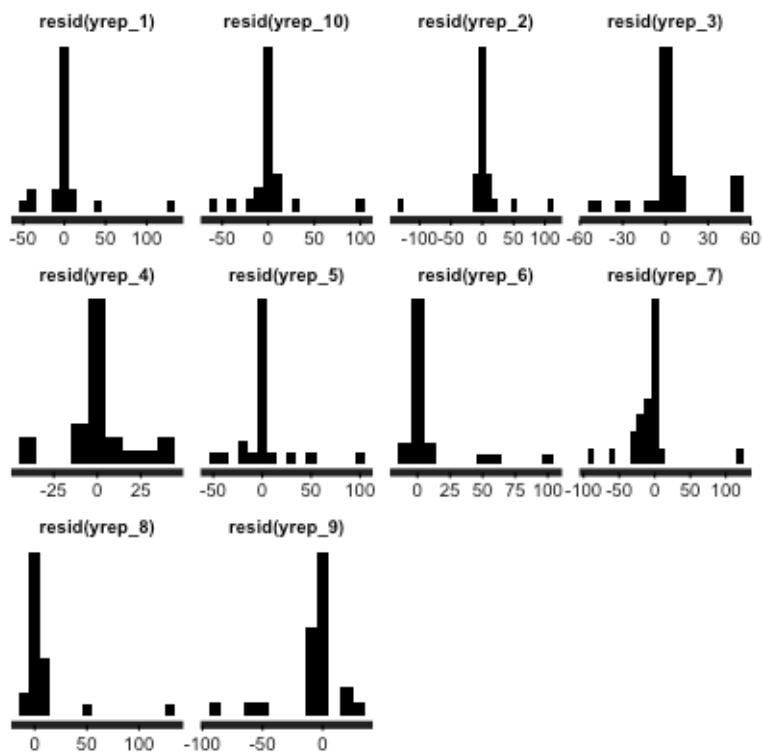 resid(yrep_1) resid(yrep_10) resid(yrep_2) resid(yrep_3)
-50 0 50 100 -50 0 50 100 -100 -50 0 50 100 -60 -30 0 30 60
resid(yrep_4) resid(yrep_5) resid(yrep_6) resid(yrep_7)
-25 0 25 -50 0 50 100 0 25 50 75 100 -100 -50 0 50 100
resid(yrep_8) resid(yrep_9)
0 50 100 -100 -50 0